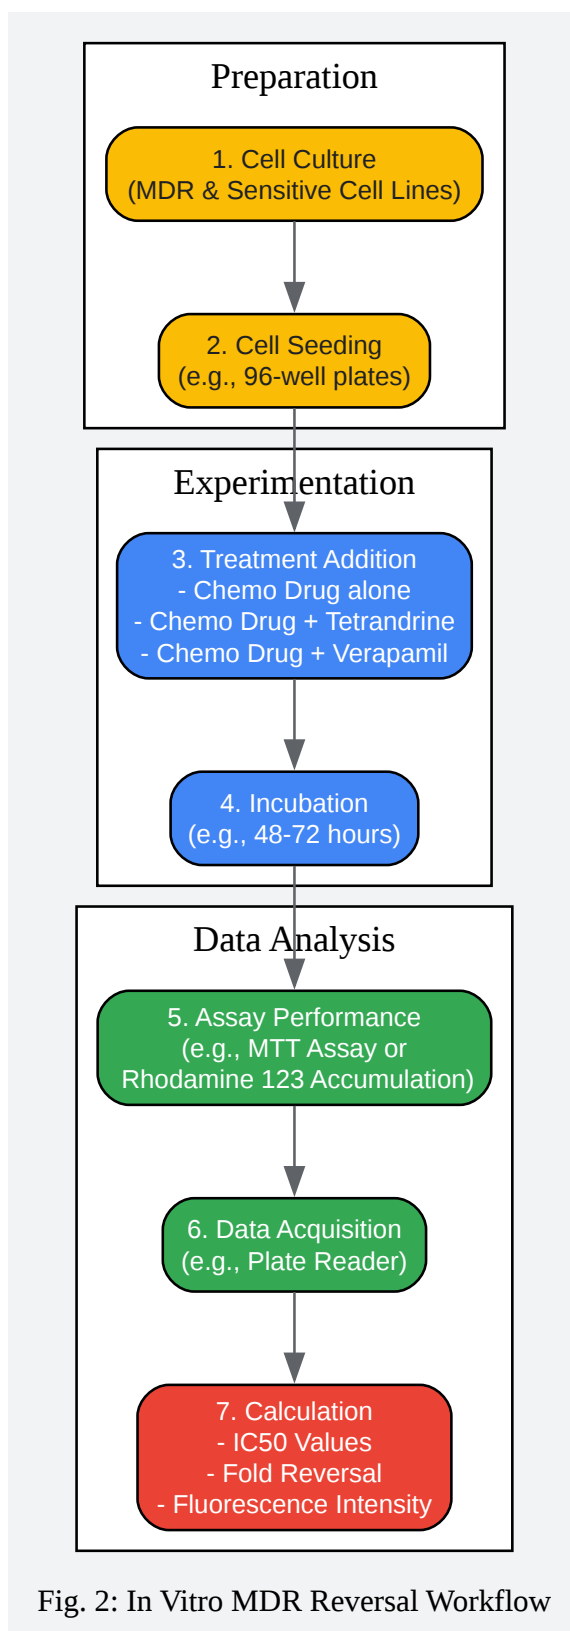 Preparation
1. Cell Culture
(MDR & Sensitive Cell Lines)
2. Cell Seeding
(e.g., 96-well plates)
Experimentation
3. Treatment Addition
- Chemo Drug alone
- Chemo Drug + Tetrandrine
- Chemo Drug + Verapamil
4. Incubation
(e.g., 48-72 hours)
Data Analysis
5. Assay Performance
(e.g., MTT Assay or
Rhodamine 123 Accumulation)
6. Data Acquisition
(e.g., Plate Reader)
7. Calculation
- IC50 Values
- Fold Reversal
- Fluorescence Intensity
Fig. 2: In Vitro MDR Reversal Workflow